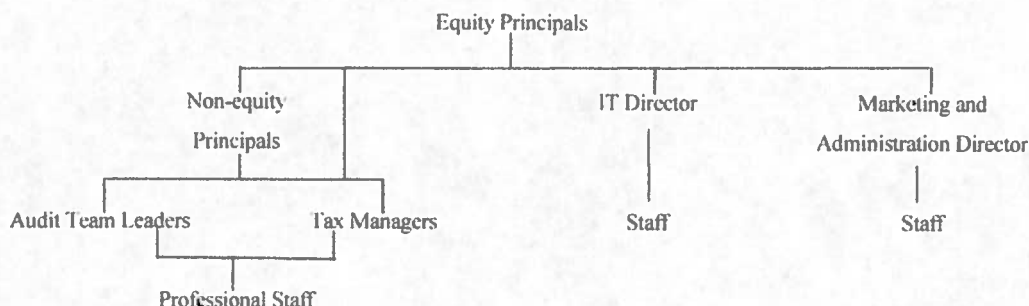 Equity Principals
Non-equity
Principals
IT Director
Marketing and
Administration Director
Audit Team Leaders
Tax Managers
Staff
Staff
Professional Staff